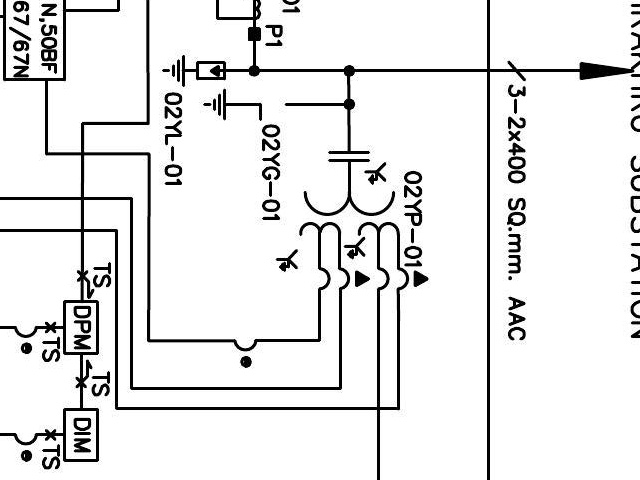 01
P1
N,50BF
67/67N
02YL-01
02YG-01
02YP-01
3-2x400 SQ.mm. AAC
SUBSTATION
TS
DPM
TS
TS
DIM
TS